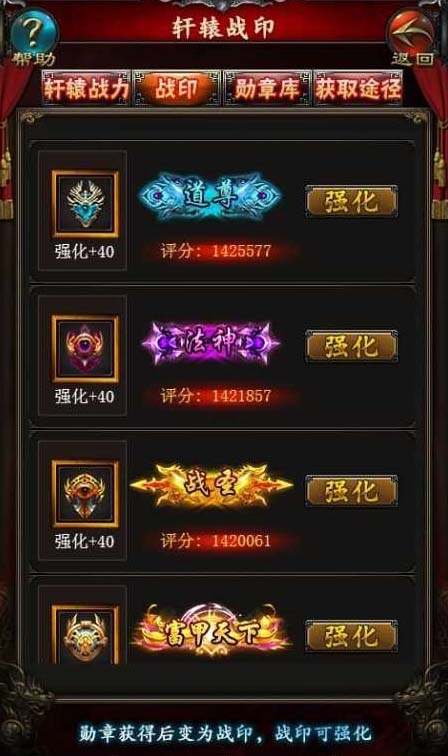 ?
轩辕战印
帮助
返回
轩辕战力 战印 勋章库 获取途径
道尊
强化
强化+40
评分: 1425577
法神
强化
强化+40
评分: 1421857
战圣
强化
强化+40
评分: 1420061
富甲天下
强化
勋章获得后变为战印，战印可强化